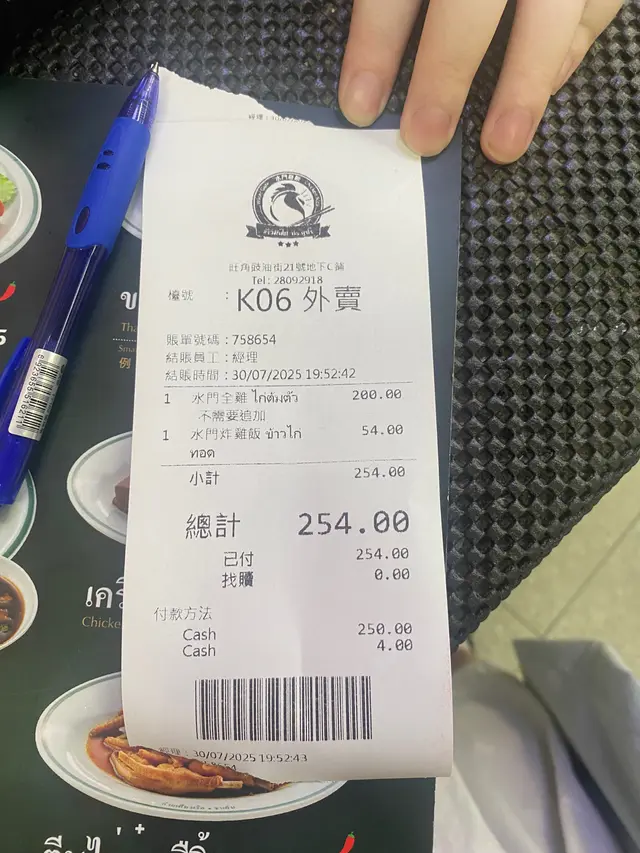 水門雞飯
旺角豉油街21號地下C舖
Tel: 28092918
檯號 : K06 外賣
賬單號碼 : 758654
結賬員工 : 經理
結賬時間 : 30/07/2025 19:52:42
1 水門全雞 ไก่ต้มตัว 200.00
不需要追加
1 水門炸雞飯 ข้าวไก่ 54.00
ทอด
小計 254.00
總計 254.00
已付 254.00
找贖 0.00
付款方法
Cash 250.00
Cash 4.00
30/07/2025 19:52:43
Chicke